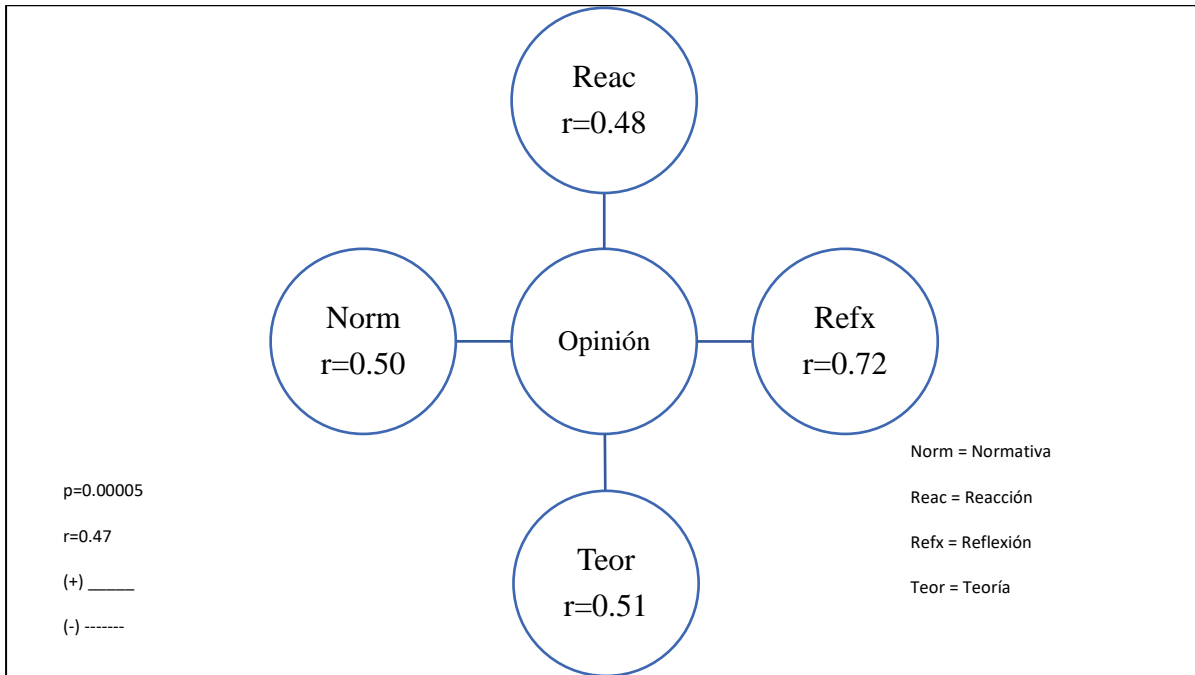 Reac
r=0.48
Norm
r=0.50
Opinión
Refx
r=0.72
Teor
r=0.51
p=0.00005
r=0.47
(+) _____
(-) -------
Norm = Normativa
Reac = Reacción
Refx = Reflexión
Teor = Teoría